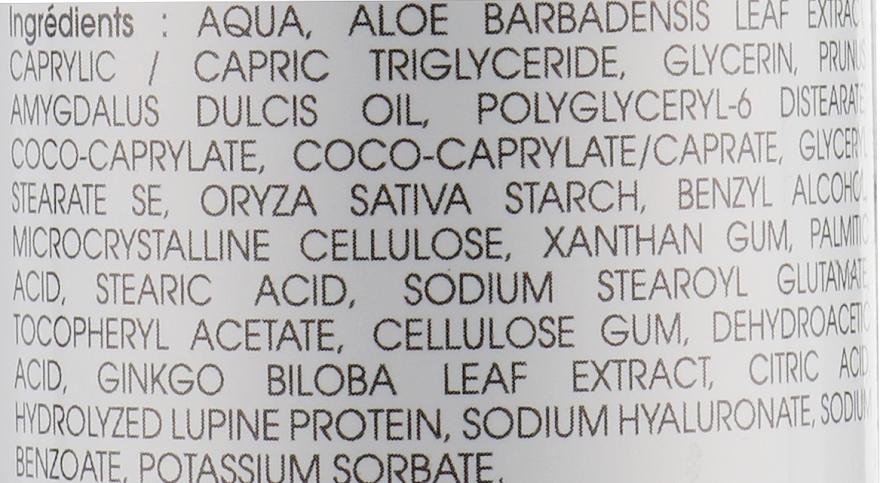 Ingrédients : AQUA, ALOE BARBADENSIS LEAF EXTRACT,
CAPRYLIC / CAPRIC TRIGLYCERIDE, GLYCERIN, PRUNUS
AMYGDALUS DULCIS OIL, POLYGLYCERYL-6 DISTEARATE,
COCO-CAPRYLATE, COCO-CAPRYLATE/CAPRATE, GLYCERYL
STEARATE SE, ORYZA SATIVA STARCH, BENZYL ALCOHOL,
MICROCRYSTALLINE CELLULOSE, XANTHAN GUM, PALMITIC
ACID, STEARIC ACID, SODIUM STEAROYL GLUTAMATE,
TOCOPHERYL ACETATE, CELLULOSE GUM, DEHYDROACETIC
ACID, GINKGO BILOBA LEAF EXTRACT, CITRIC ACID,
HYDROLYZED LUPINE PROTEIN, SODIUM HYALURONATE, SODIUM
BENZOATE, POTASSIUM SORBATE.